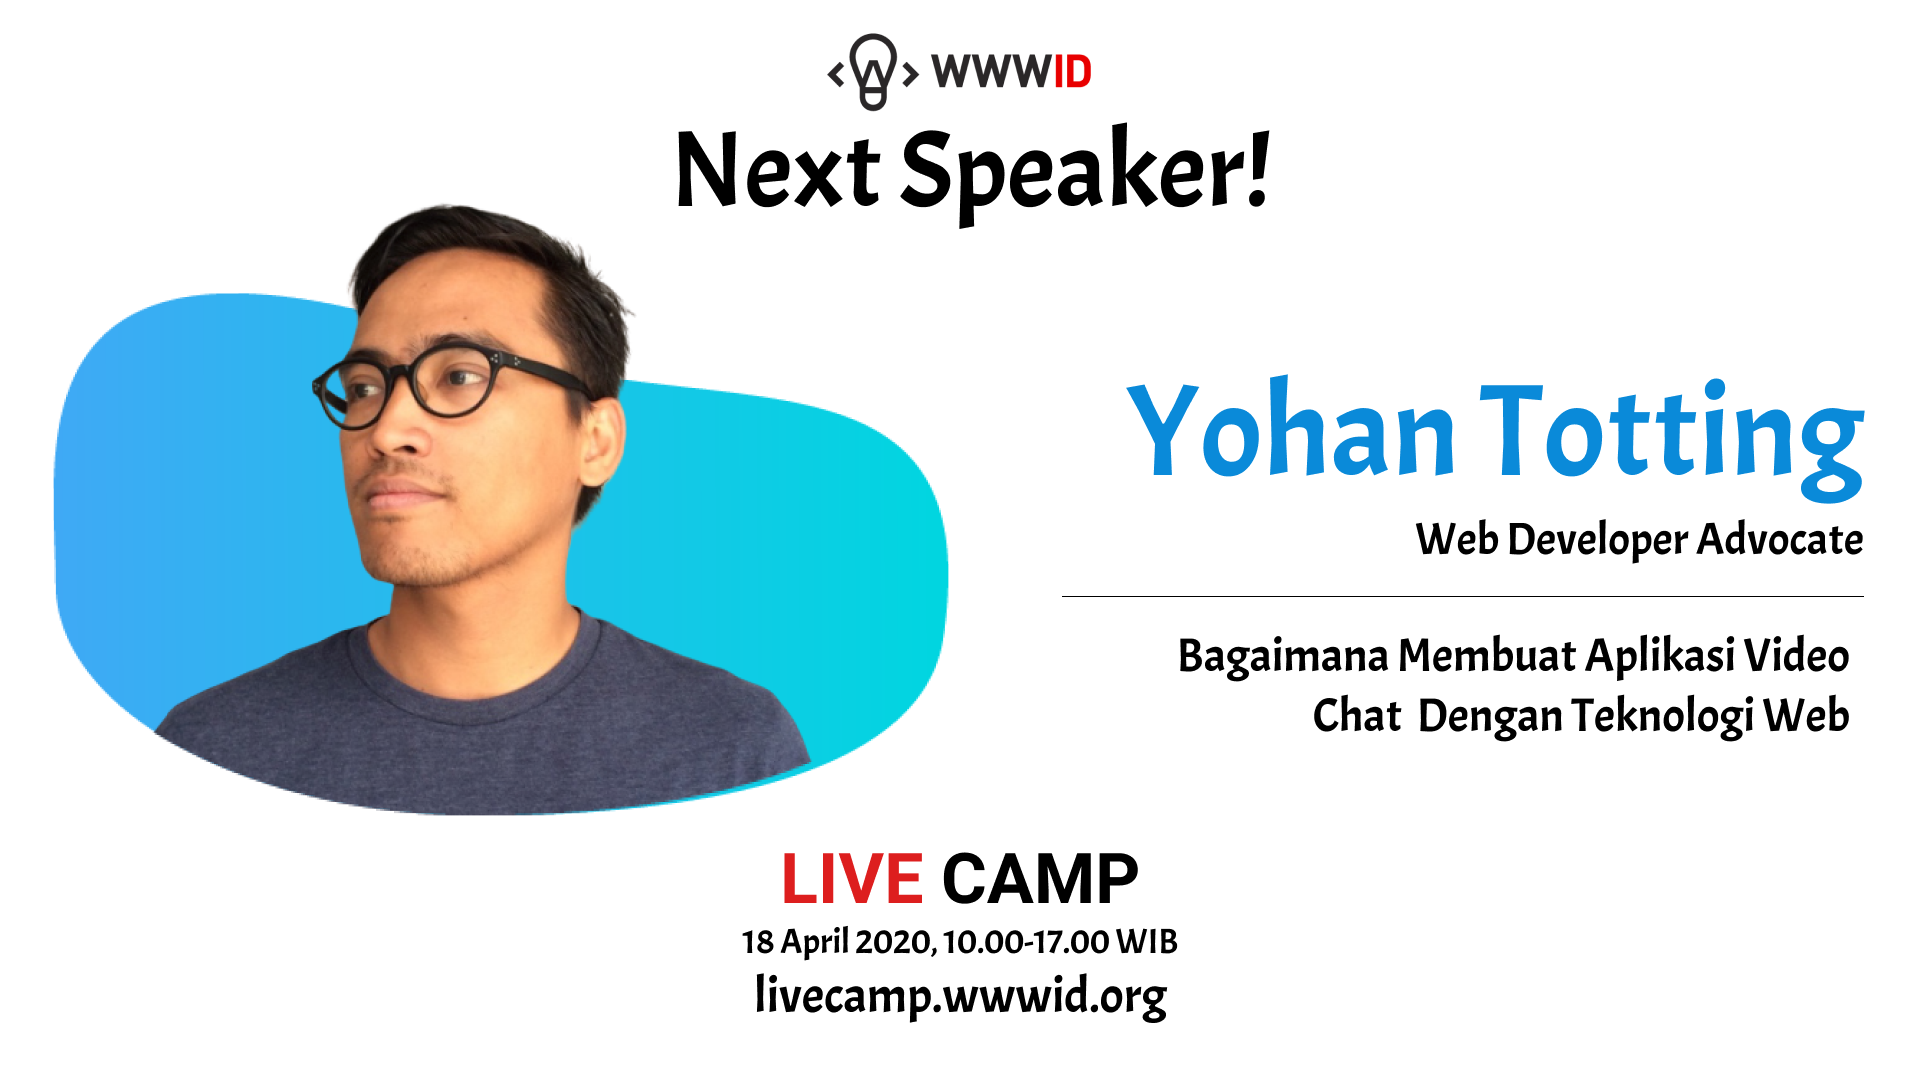 WWWID
Next Speaker!
Yohan Totting
Web Developer Advocate
Bagaimana Membuat Aplikasi Video
Chat Dengan Teknologi Web
LIVE CAMP
18 April 2020, 10.00-17.00 WIB
livecamp.wwwid.org